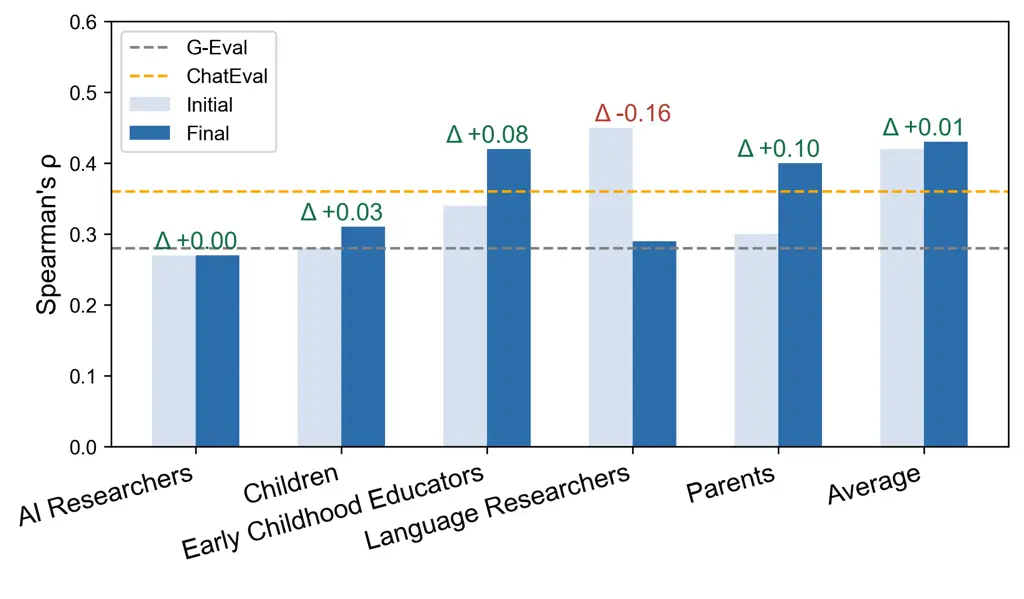 0.6
0.5
0.4
0.3
0.2
0.1
0.0
Spearman's ρ
G-Eval
ChatEval
Initial
Final
Δ +0.00
Δ +0.03
Δ +0.08
Δ -0.16
Δ +0.10
Δ +0.01
AI Researchers
Children
Early Childhood Educators
Language Researchers
Parents
Average